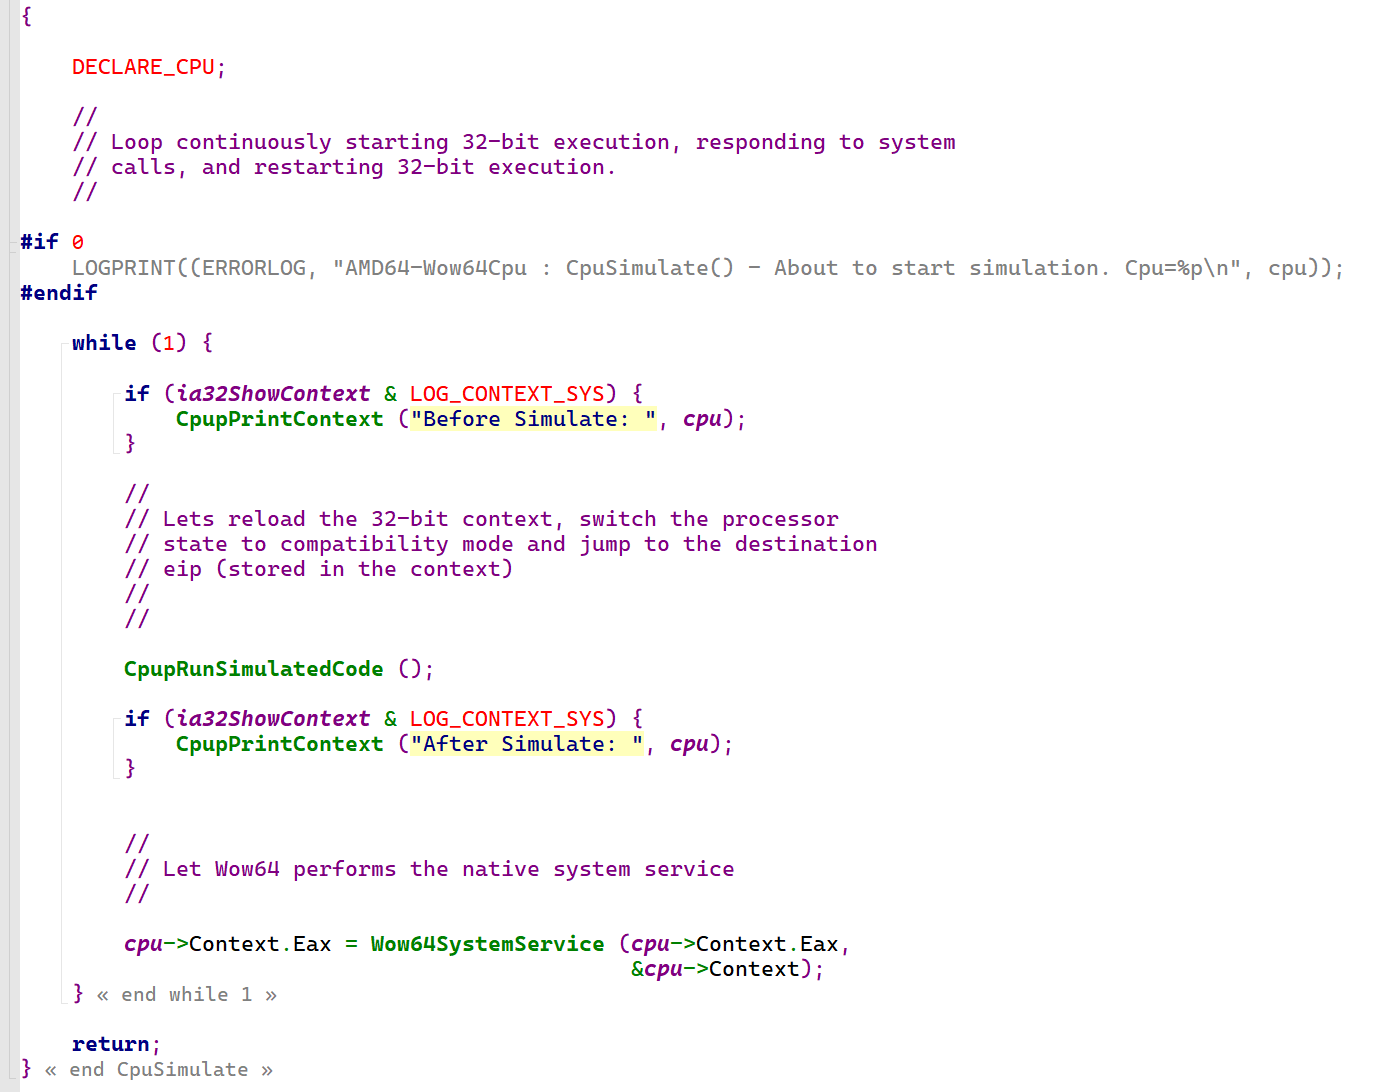 {
DECLARE_CPU;
//
// Loop continuously starting 32-bit execution, responding to system
// calls, and restarting 32-bit execution.
//
#if 0
LOGPRINT((ERRORLOG, "AMD64-Wow64Cpu : CpuSimulate() - About to start simulation. Cpu=%p\n", cpu));
#endif
while (1) {
if (ia32ShowContext & LOG_CONTEXT_SYS) {
CpupPrintContext ("Before Simulate: ", cpu);
}
//
// Lets reload the 32-bit context, switch the processor
// state to compatibility mode and jump to the destination
// eip (stored in the context)
//
//
CpupRunSimulatedCode ();
if (ia32ShowContext & LOG_CONTEXT_SYS) {
CpupPrintContext ("After Simulate: ", cpu);
}
//
// Let Wow64 performs the native system service
//
cpu->Context.Eax = Wow64SystemService (cpu->Context.Eax,
&cpu->Context);
} « end while 1 »
return;
} « end CpuSimulate »